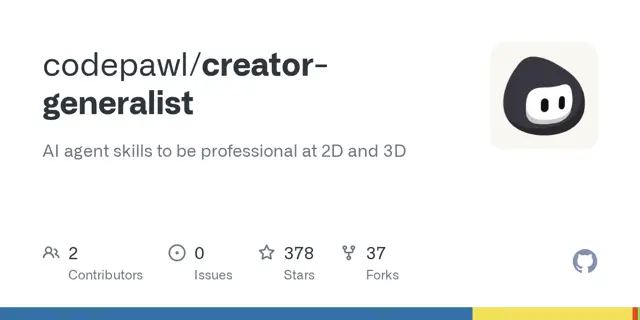 codepawl/creator-
generalist
AI agent skills to be professional at 2D and 3D
2 0 378 37
Contributors Issues Stars Forks